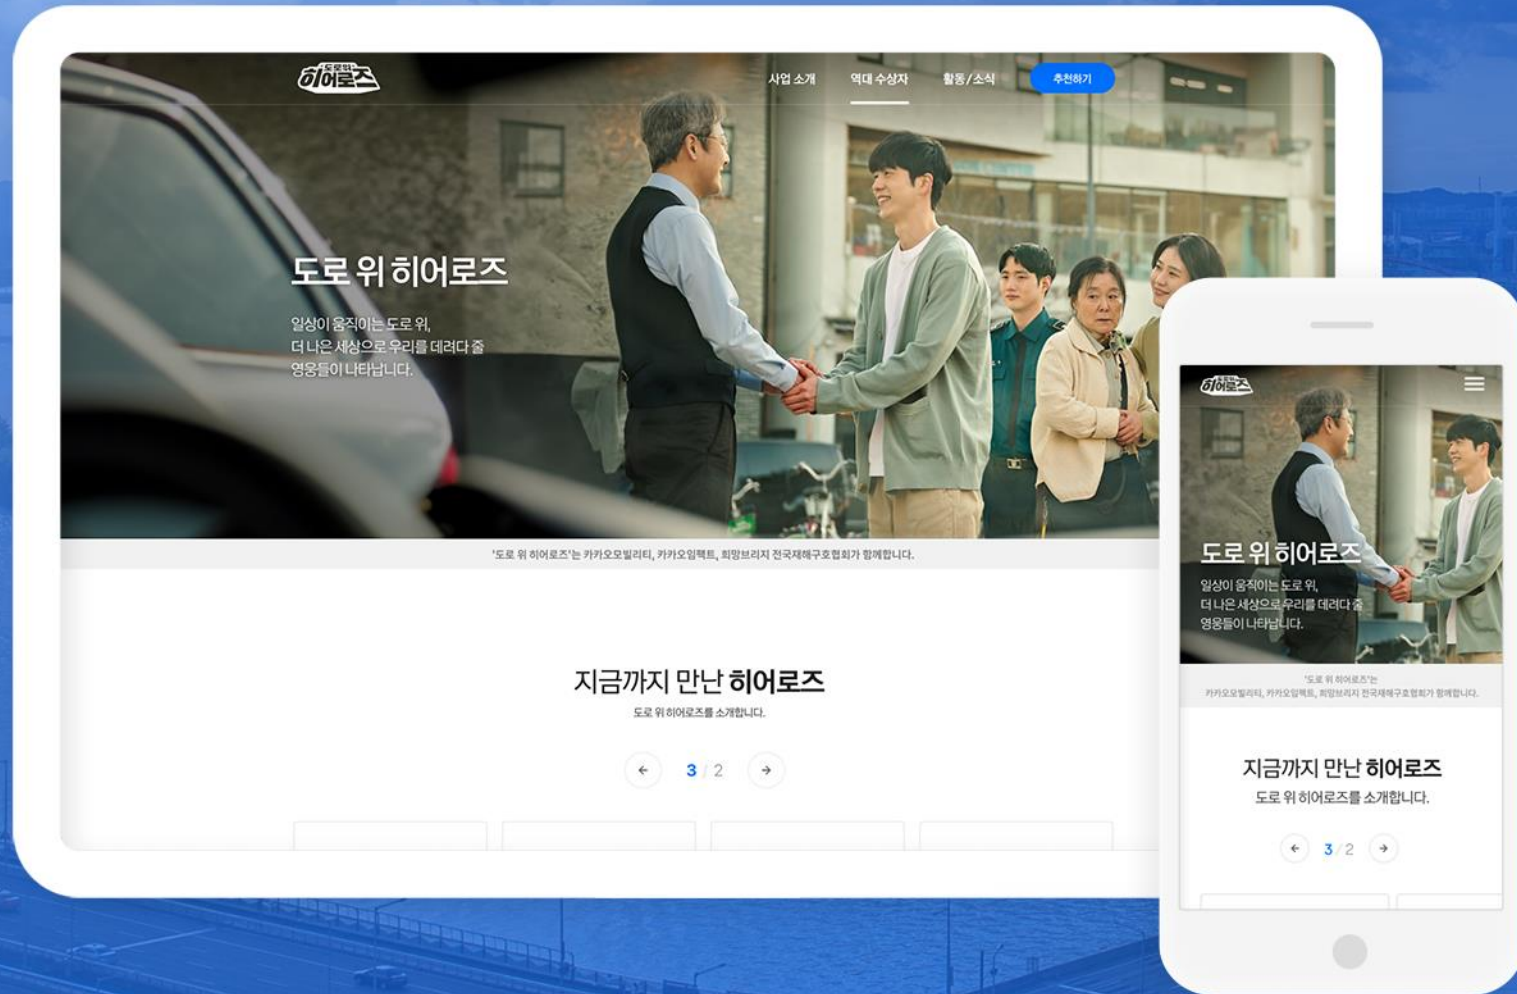 도로 위
히어로즈
사업 소개
역대 수상자
활동/소식
추천하기
도로 위 히어로즈
일상이 움직이는 도로 위,
더 나은 세상으로 우리를 데려다 줄
영웅들이 나타납니다.
'도로 위 히어로즈'는 카카오모빌리티, 카카오임팩트, 희망브리지 전국재해구호협회가 함께합니다.
지금까지 만난 히어로즈
도로 위 히어로즈를 소개합니다.
3 / 2
도로 위
히어로즈
도로 위 히어로즈
일상이 움직이는 도로 위,
더 나은 세상으로 우리를 데려다 줄
영웅들이 나타납니다.
'도로 위 히어로즈'는
카카오모빌리티, 카카오임팩트, 희망브리지 전국재해구호협회가 함께합니다.
지금까지 만난 히어로즈
도로 위 히어로즈를 소개합니다.
3 / 2